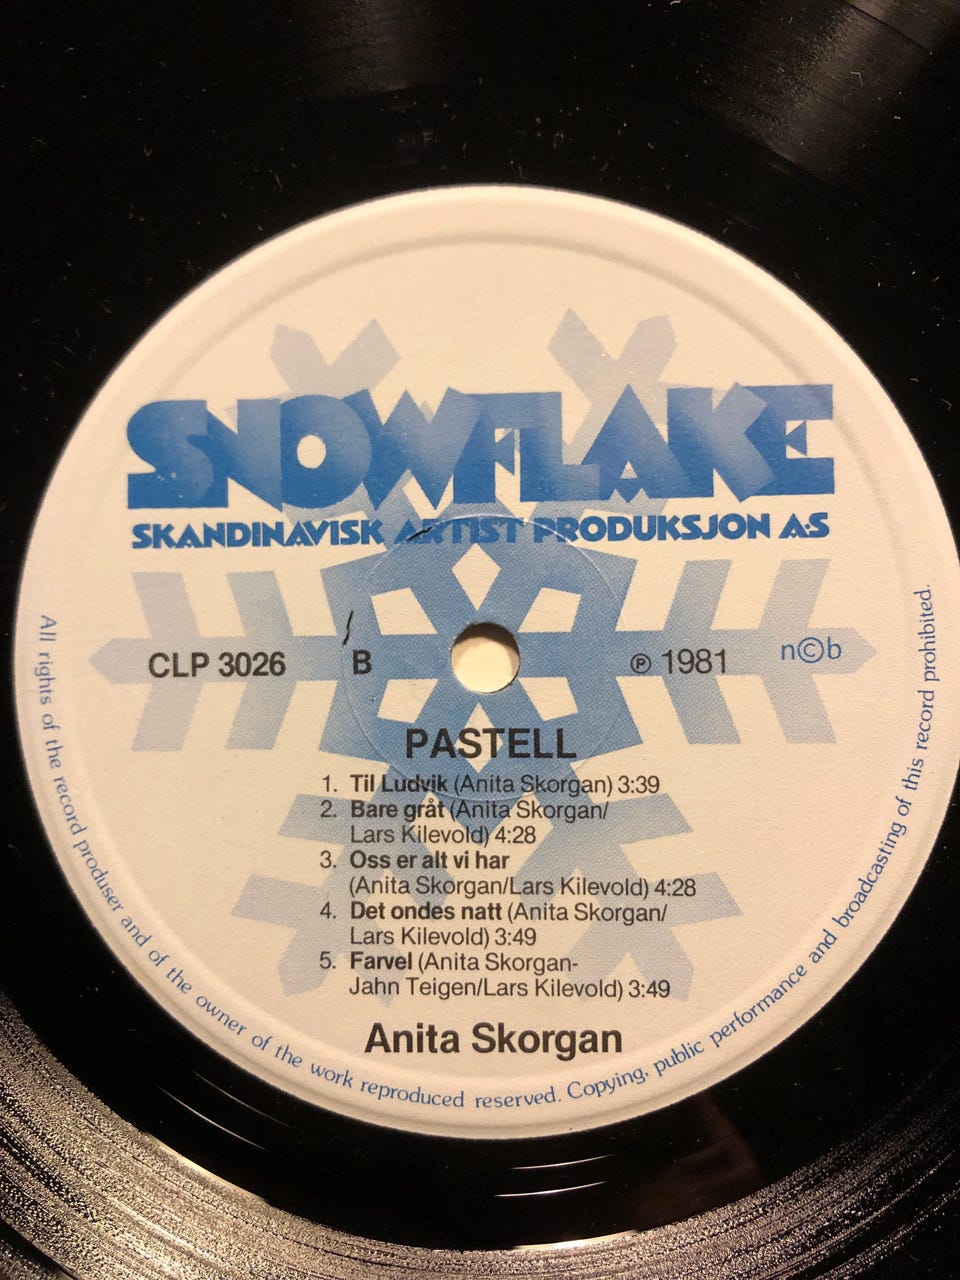 SNOWFLAKE
SKANDINAVISK ARTIST PRODUKSJON A·S
CLP 3026 B ℗ 1981 n©b
PASTELL
1. Til Ludvik (Anita Skorgan) 3:39
2. Bare gråt (Anita Skorgan/
Lars Kilevold) 4:28
3. Oss er alt vi har
(Anita Skorgan/Lars Kilevold) 4:28
4. Det ondes natt (Anita Skorgan/
Lars Kilevold) 3:49
5. Farvel (Anita Skorgan-
Jahn Teigen/Lars Kilevold) 3:49
Anita Skorgan
All rights of the record produser and of the owner of the work reproduced reserved. Copying, public performance and broadcasting of this record prohibited.